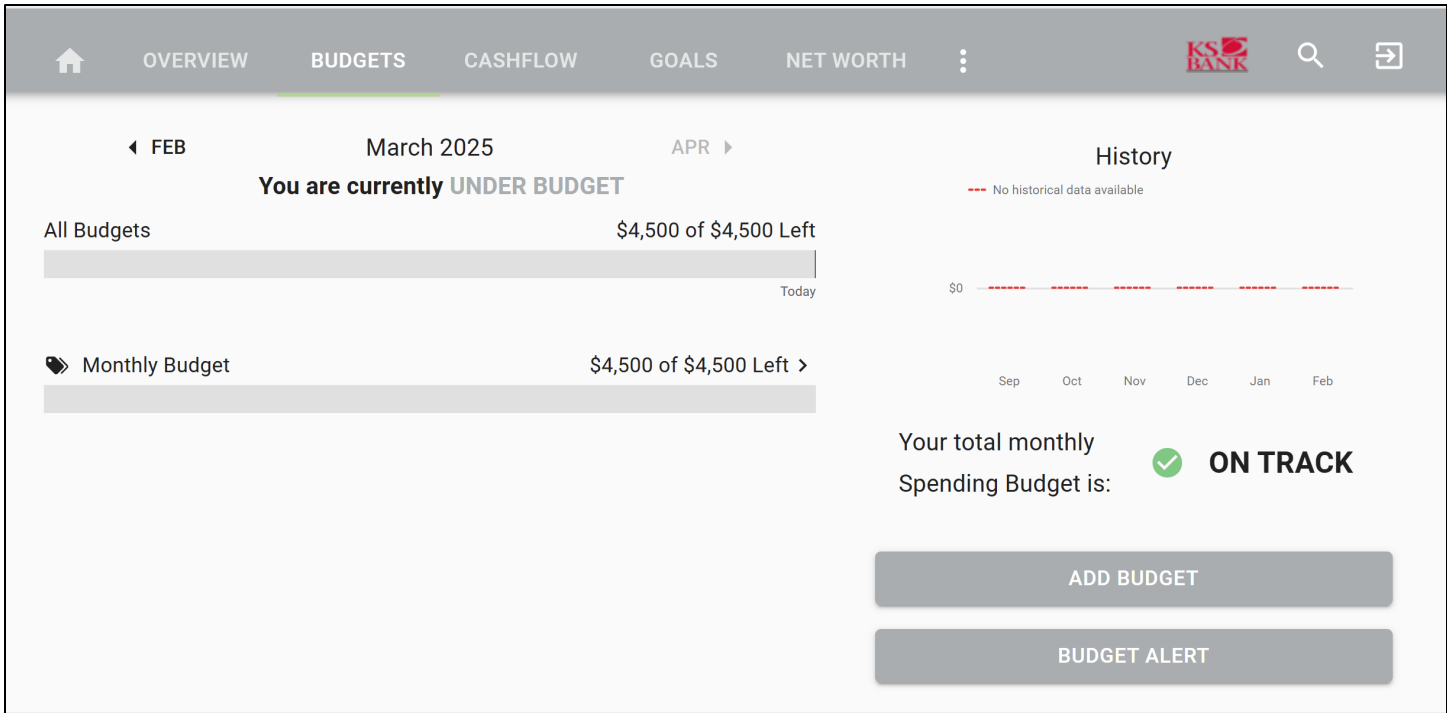 OVERVIEW BUDGETS CASHFLOW GOALS NET WORTH KS BANK
FEB March 2025 APR
You are currently UNDER BUDGET
All Budgets $4,500 of $4,500 Left
Today
Monthly Budget $4,500 of $4,500 Left
History
No historical data available
$0
Sep Oct Nov Dec Jan Feb
Your total monthly
Spending Budget is:
ON TRACK
ADD BUDGET
BUDGET ALERT